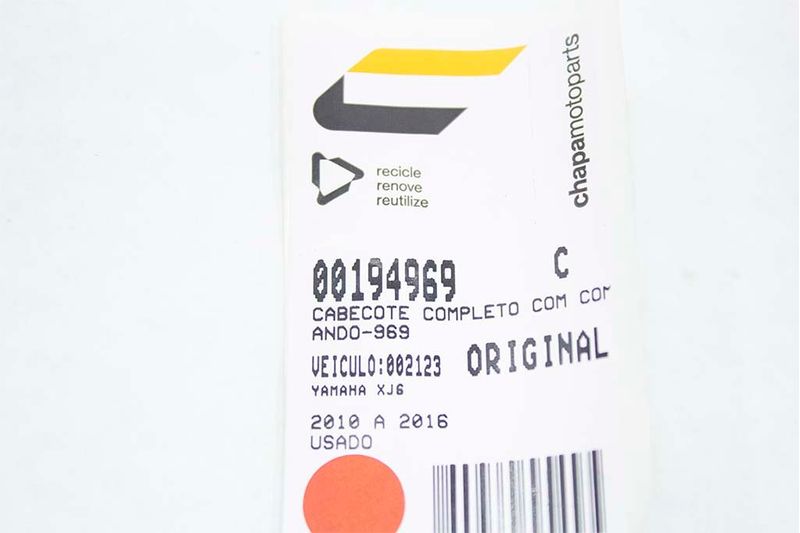 chapamotoparts
recicle
renove
reutilize
00194969 C
CABECOTE COMPLETO COM COM
ANDO-969
VEICULO:002123 ORIGINAL
YAMAHA XJ6
2010 A 2016
USADO